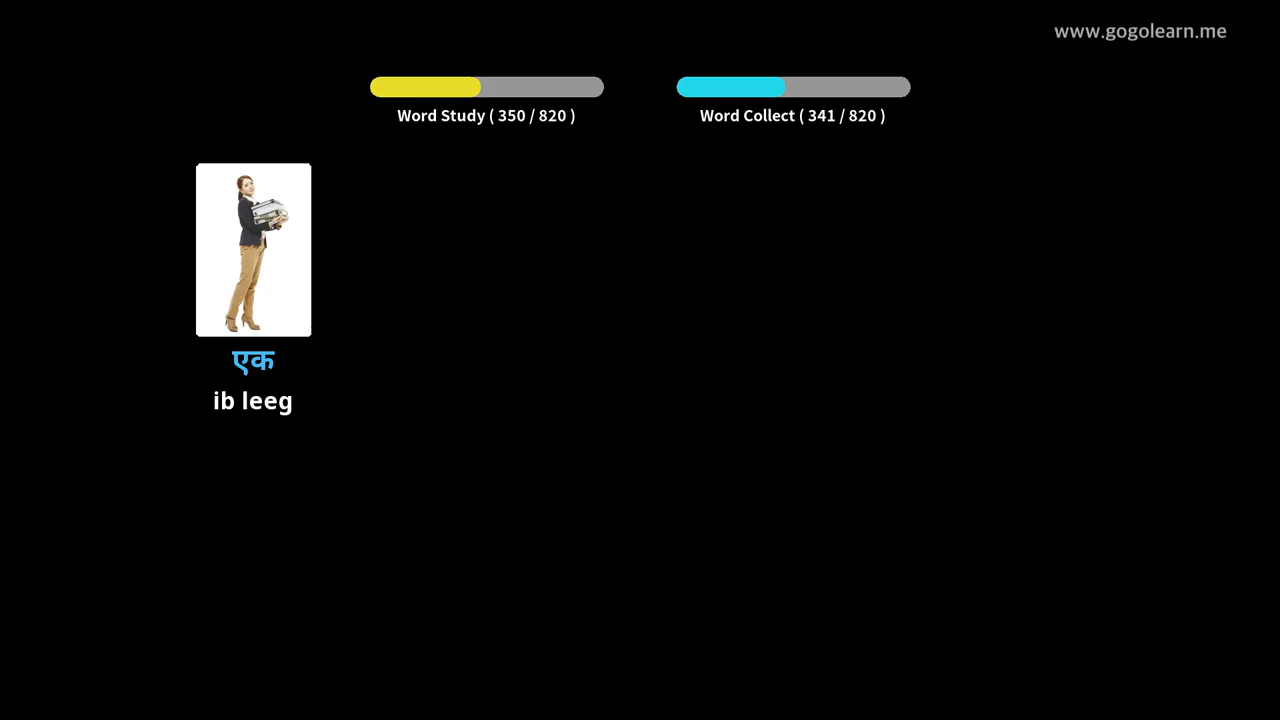 www.gogolearn.me
Word Study ( 350 / 820 )
Word Collect ( 341 / 820 )
एक
ib leeg